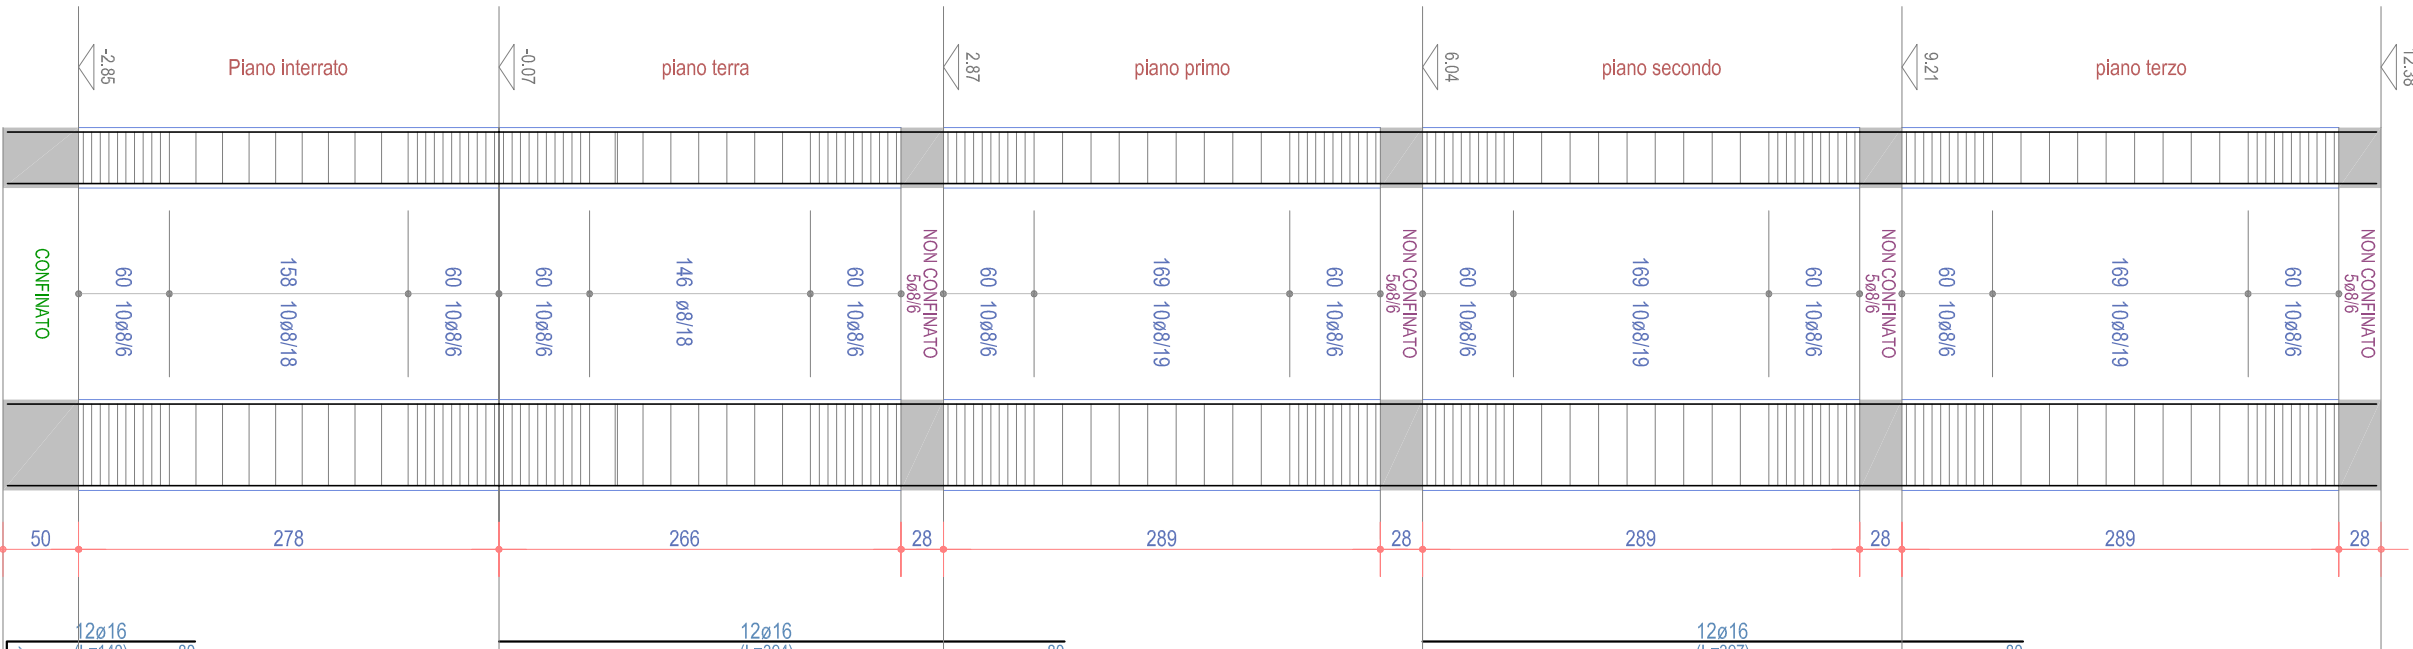 -2.85
Piano interrato
-0.07
piano terra
2.87
piano primo
6.04
piano secondo
9.21
piano terzo
12.38
CONFINATO
60 10ø8/6
158 10ø8/18
60 10ø8/6
60 10ø8/6
146 ø8/18
60 10ø8/6
NON CONFINATO
5ø8/6
60 10ø8/6
169 10ø8/19
60 10ø8/6
NON CONFINATO
5ø8/6
60 10ø8/6
169 10ø8/19
60 10ø8/6
NON CONFINATO
5ø8/6
60 10ø8/6
169 10ø8/19
60 10ø8/6
NON CONFINATO
5ø8/6
50 278 266 28 289 28 289 28 289 28
12ø16 12ø16 12ø16
80 80 80